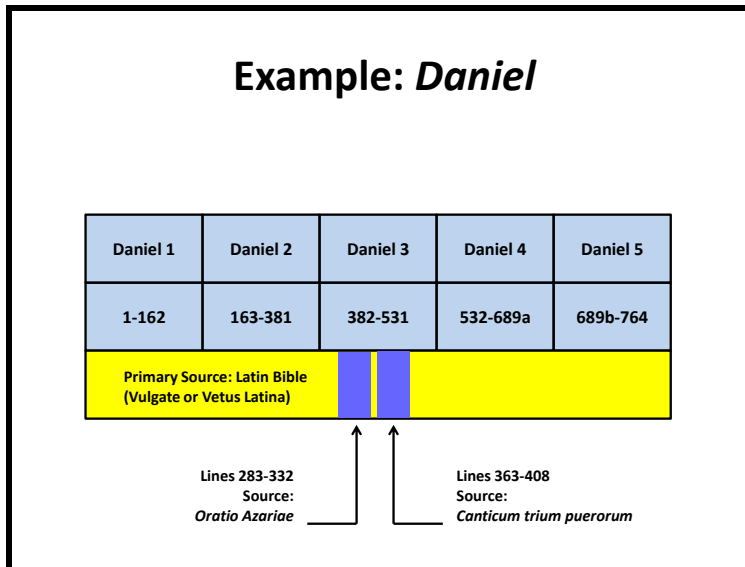 Example: Daniel
Daniel 1 Daniel 2 Daniel 3 Daniel 4 Daniel 5
1-162 163-381 382-531 532-689a 689b-764
Primary Source: Latin Bible
(Vulgate or Vetus Latina)
Lines 283-332
Source:
Oratio Azariae
Lines 363-408
Source:
Canticum trium puerorum